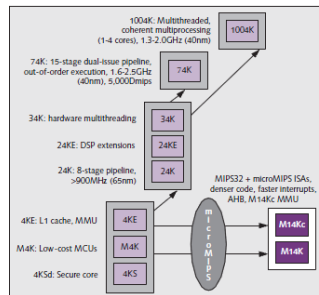 1004K: Multithreaded,
coherent multiprocessing
(1-4 cores), 1.3-2.0GHz (40nm)
1004K
74K: 15-stage dual-issue pipeline,
out-of-order execution, 1.6-2.5GHz
(40nm), 5,000Dmips
74K
34K: hardware multithreading
34K
24KE: DSP extensions
24KE
24K: 8-stage pipeline,
>900MHz (65nm)
24K
MIPS32 + microMIPS ISAs,
denser code, faster interrupts,
AHB, M14Kc MMU
4KE: L1 cache, MMU
4KE
M4K: Low-cost MCUs
M4K
4KSd: Secure core
4KS
microMIPS
M14Kc
M14K